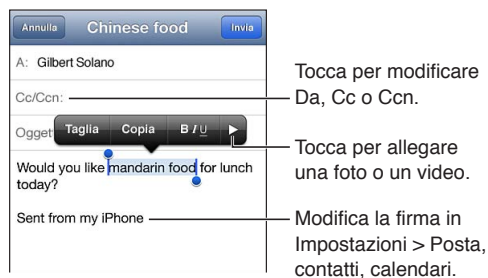 Annulla Chinese food Invia
A: Gilbert Solano
Cc/Ccn:
Ogget
Taglia Copia B I U
Would you like mandarin food for lunch
today?
Sent from my iPhone
Tocca per modificare
Da, Cc o Ccn.
Tocca per allegare
una foto o un video.
Modifica la firma in
Impostazioni > Posta,
contatti, calendari.